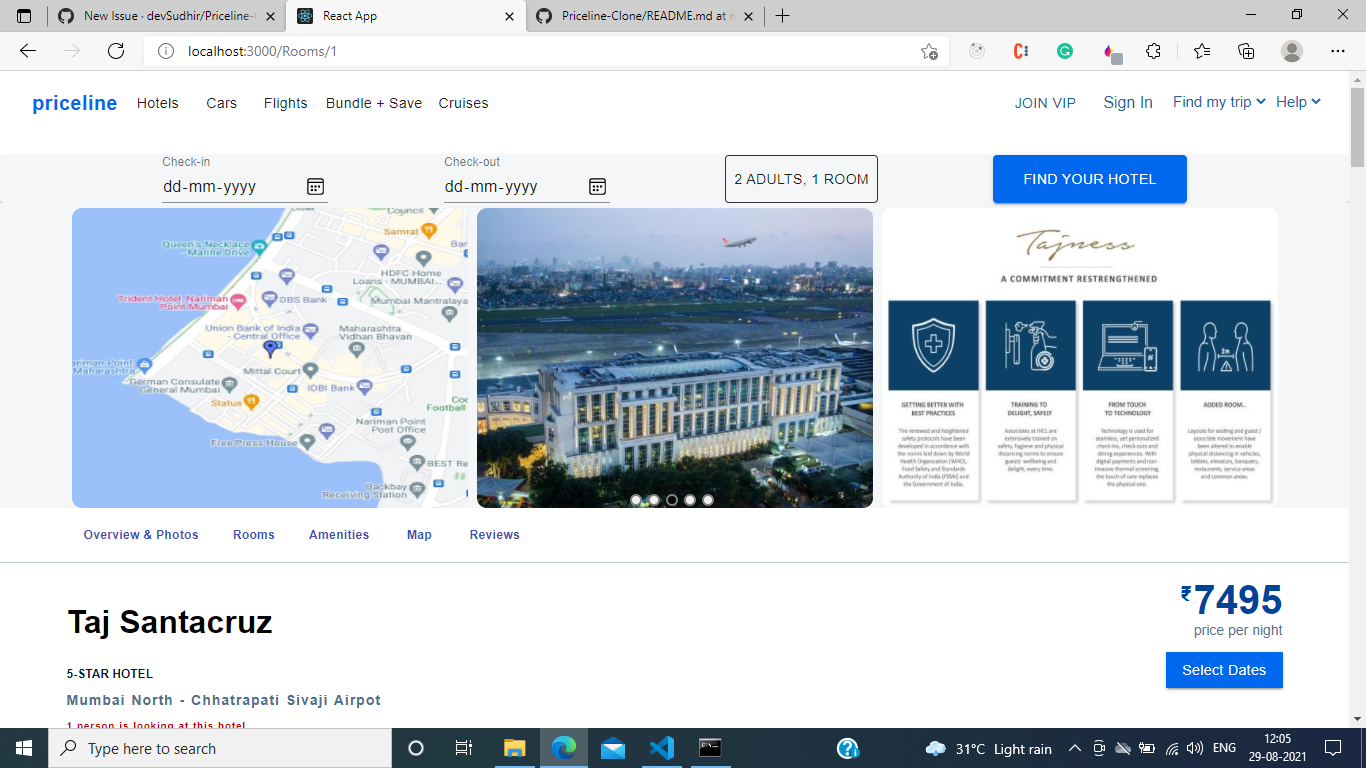 New Issue · devSudhir/Priceline-C
React App
Priceline-Clone/README.md at m
localhost:3000/Rooms/1
priceline
Hotels
Cars
Flights
Bundle + Save
Cruises
JOIN VIP
Sign In
Find my trip
Help
Check-in
dd-mm-yyyy
Check-out
dd-mm-yyyy
2 ADULTS, 1 ROOM
FIND YOUR HOTEL
Council
Samrat
Queen's Necklace
- Marine Drive
HDFC Home
Loans - MUMBAI...
Trident Hotel, Nariman
Point Mumbai
DBS Bank
Mumbai Mantralaya
Union Bank of India
- Central Office
Maharashtra
Vidhan Bhavan
ariman Point,
Maharashtra
Mittal Court
German Consulate
General Mumbai
IDBI Bank
Status
Football
Nariman Point
Post Office
Free Press House
BEST Re
Backbay
Receiving Station
Tajness
A COMMITMENT RESTRENGTHENED
2m
GETTING BETTER WITH
BEST PRACTICES
The renewed and heightened
safety protocols have been
developed in accordance with
the norms laid down by World
Health Organization (WHO),
Food Safety and Standards
Authority of India (FSSAI) and
the Government of India.
TRAINING TO
DELIGHT, SAFELY
Associates at IHCL are
extensively trained on
safety, hygiene and physical
distancing norms to ensure
guests' wellbeing and
delight, every time.
FROM TOUCH
TO TECHNOLOGY
Technology is used for
seamless, yet personalized
check-ins, check-outs and
dining experiences. With
digital payments and non-
invasive thermal screening,
the touch of care replaces
the physical one.
ADDED ROOM..
Layouts for seating and guest /
associate movement have
been altered to enable
physical distancing in vehicles,
lobbies, elevators, banquets,
restaurants, service areas
and common areas.
Overview & Photos
Rooms
Amenities
Map
Reviews
Taj Santacruz
₹7495
price per night
Select Dates
5-STAR HOTEL
Mumbai North - Chhatrapati Sivaji Airpot
1 person is looking at this hotel
Type here to search
31°C Light rain
ENG
12:05
29-08-2021